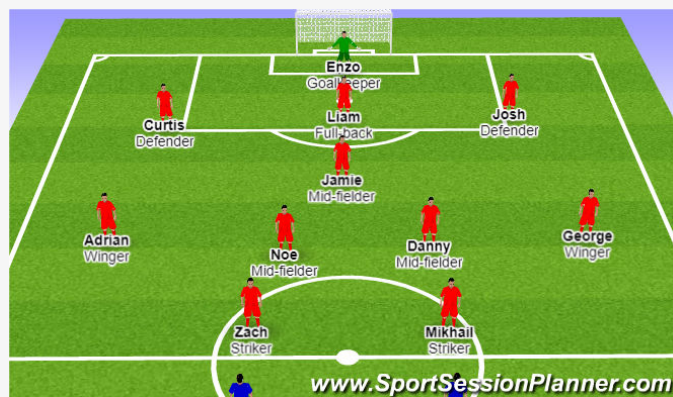 Enzo
Goalkeeper
Curtis
Defender
Liam
Full-back
Josh
Defender
Jamie
Mid-fielder
Adrian
Winger
Noe
Mid-fielder
Danny
Mid-fielder
George
Winger
Zach
Striker
Mikhail
Striker
www.SportSessionPlanner.com